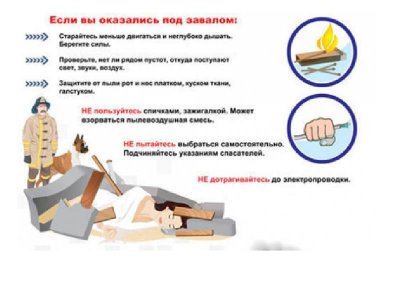 Если вы оказались под завалом:
Старайтесь меньше двигаться и неглубоко дышать.
Берегите силы.
Проверьте, нет ли рядом пустот, откуда поступают
свет, звуки, воздух.
Защитите от пыли рот и нос платком, куском ткани,
галстуком.
НЕ пользуйтесь спичками, зажигалкой. Может
взорваться пылевоздушная смесь.
НЕ пытайтесь выбраться самостоятельно.
Подчиняйтесь указаниям спасателей.
НЕ дотрагивайтесь до электропроводки.